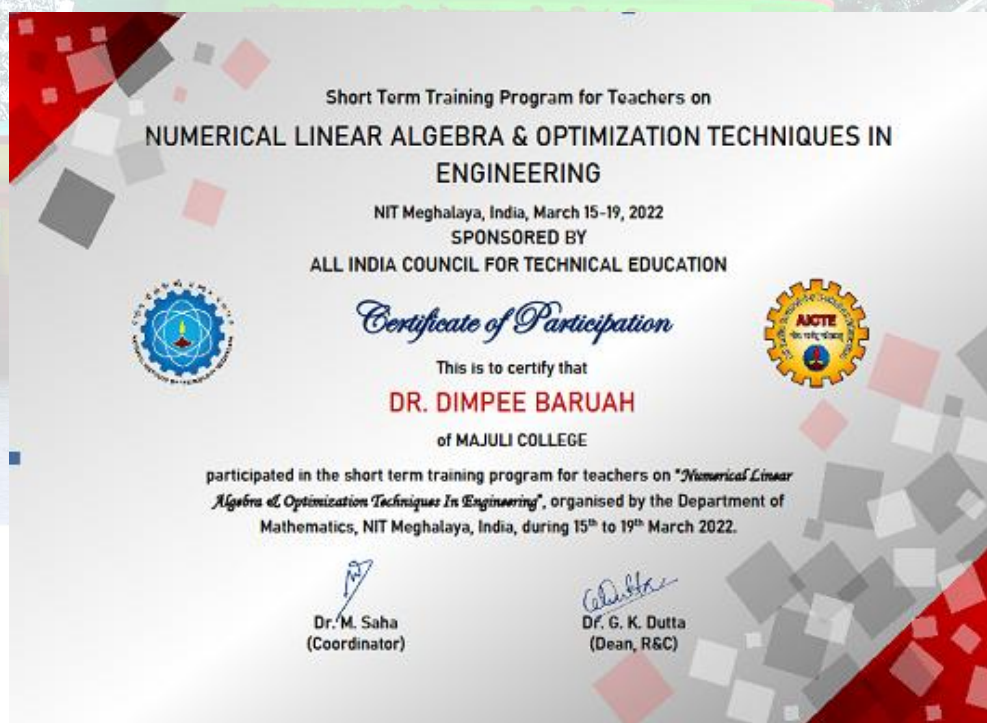 Short Term Training Program for Teachers on
NUMERICAL LINEAR ALGEBRA & OPTIMIZATION TECHNIQUES IN
ENGINEERING
NIT Meghalaya, India, March 15-19, 2022
SPONSORED BY
ALL INDIA COUNCIL FOR TECHNICAL EDUCATION
Certificate of Participation
AICTE
This is to certify that
DR. DIMPEE BARUAH
of MAJULI COLLEGE
participated in the short term training program for teachers on "Numerical Linear
Algebra & Optimization Techniques In Engineering", organised by the Department of
Mathematics, NIT Meghalaya, India, during 15th to 19th March 2022.
Dr. M. Saha
(Coordinator)
Dr. G. K. Dutta
(Dean, R&C)